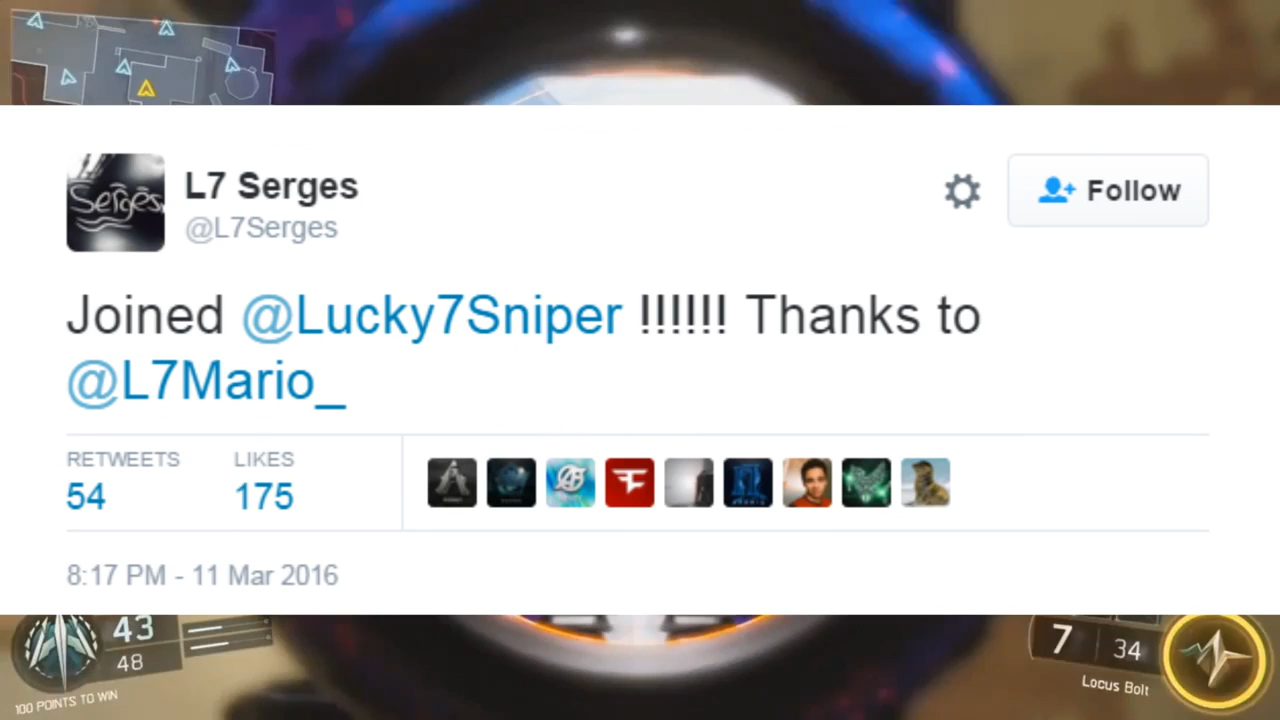 L7 Serges
@L7Serges
Follow
Serges
Joined @Lucky7Sniper !!!!!! Thanks to
@L7Mario_
RETWEETS LIKES
54 175
8:17 PM - 11 Mar 2016
43
48
100 POINTS TO WIN
7 34
Locus Bolt